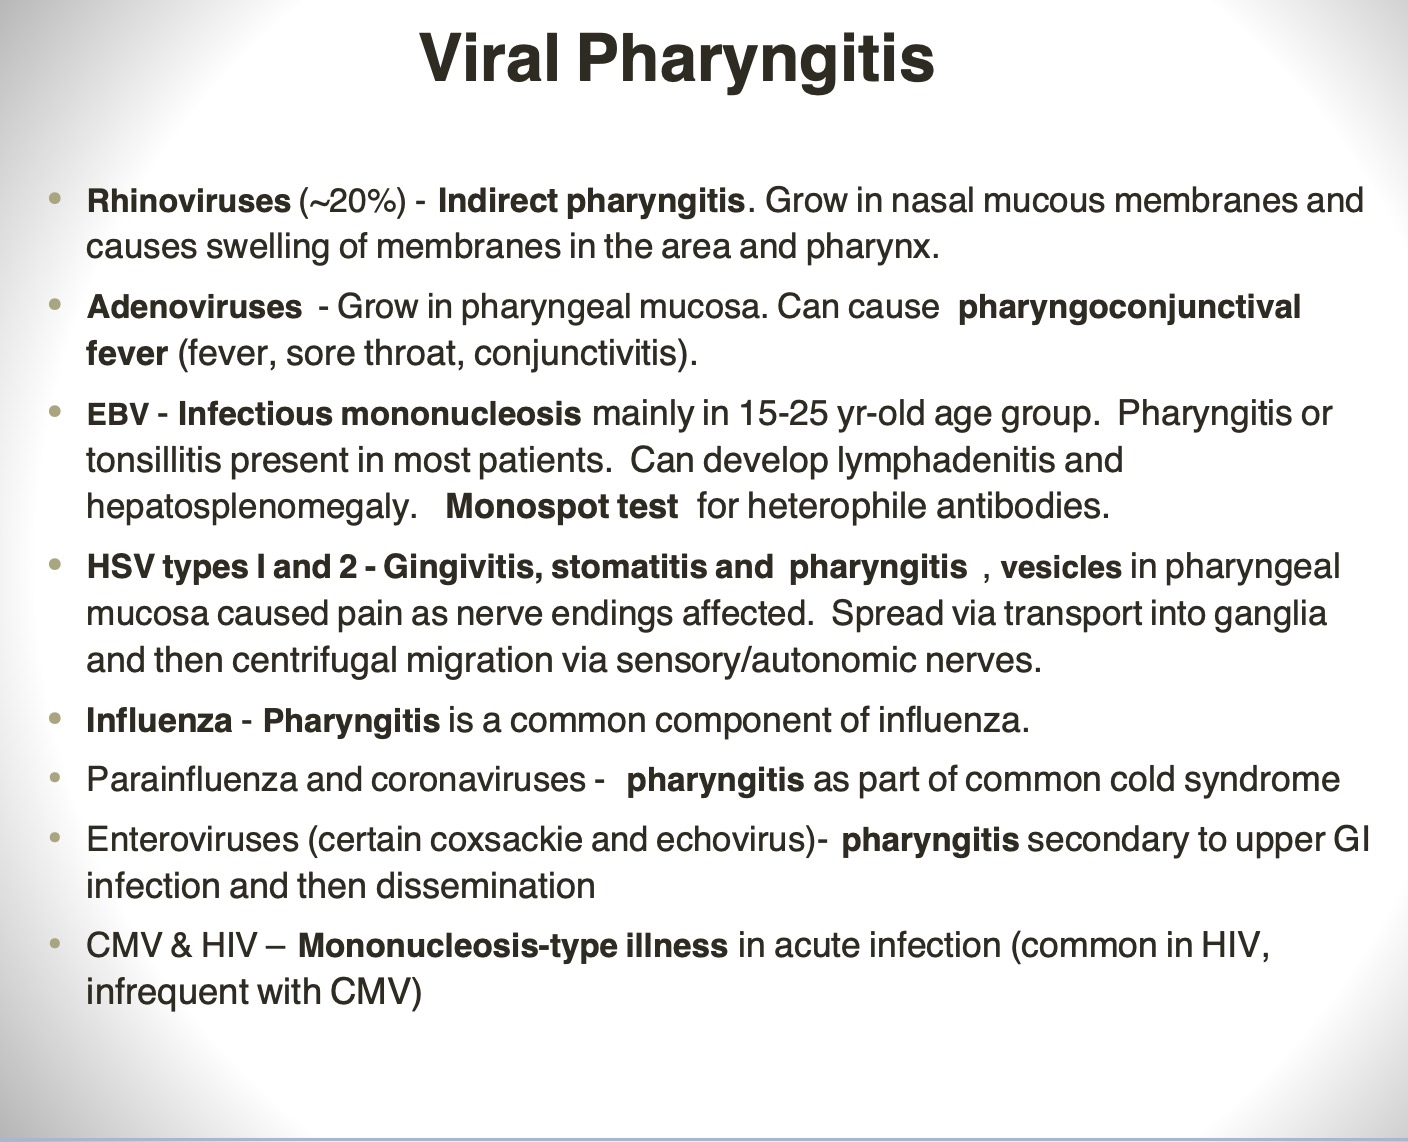 Viral Pharyngitis
• Rhinoviruses (~20%) - Indirect pharyngitis. Grow in nasal mucous membranes and
causes swelling of membranes in the area and pharynx.
• Adenoviruses - Grow in pharyngeal mucosa. Can cause pharyngoconjunctival
fever (fever, sore throat, conjunctivitis).
• EBV - Infectious mononucleosis mainly in 15-25 yr-old age group. Pharyngitis or
tonsillitis present in most patients. Can develop lymphadenitis and
hepatosplenomegaly. Monospot test for heterophile antibodies.
• HSV types I and 2 - Gingivitis, stomatitis and pharyngitis , vesicles in pharyngeal
mucosa caused pain as nerve endings affected. Spread via transport into ganglia
and then centrifugal migration via sensory/autonomic nerves.
• Influenza - Pharyngitis is a common component of influenza.
• Parainfluenza and coronaviruses - pharyngitis as part of common cold syndrome
• Enteroviruses (certain coxsackie and echovirus)- pharyngitis secondary to upper GI
infection and then dissemination
• CMV & HIV – Mononucleosis-type illness in acute infection (common in HIV,
infrequent with CMV)